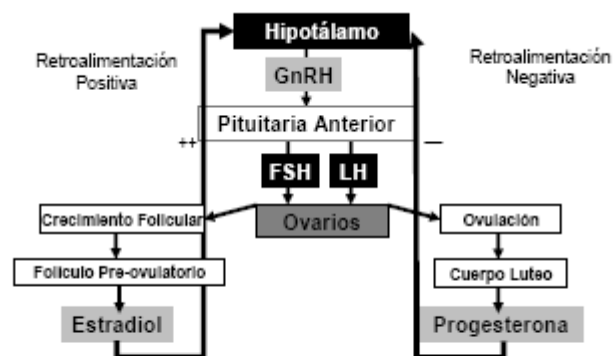 Hipotálamo
Retroalimentación
Positiva
GnRH
Retroalimentación
Negativa
Pituitaria Anterior
++
—
FSH
LH
Crecimiento Folicular
Ovarios
Ovulación
Folículo Pre-ovulatorio
Cuerpo Luteo
Estradiol
Progesterona